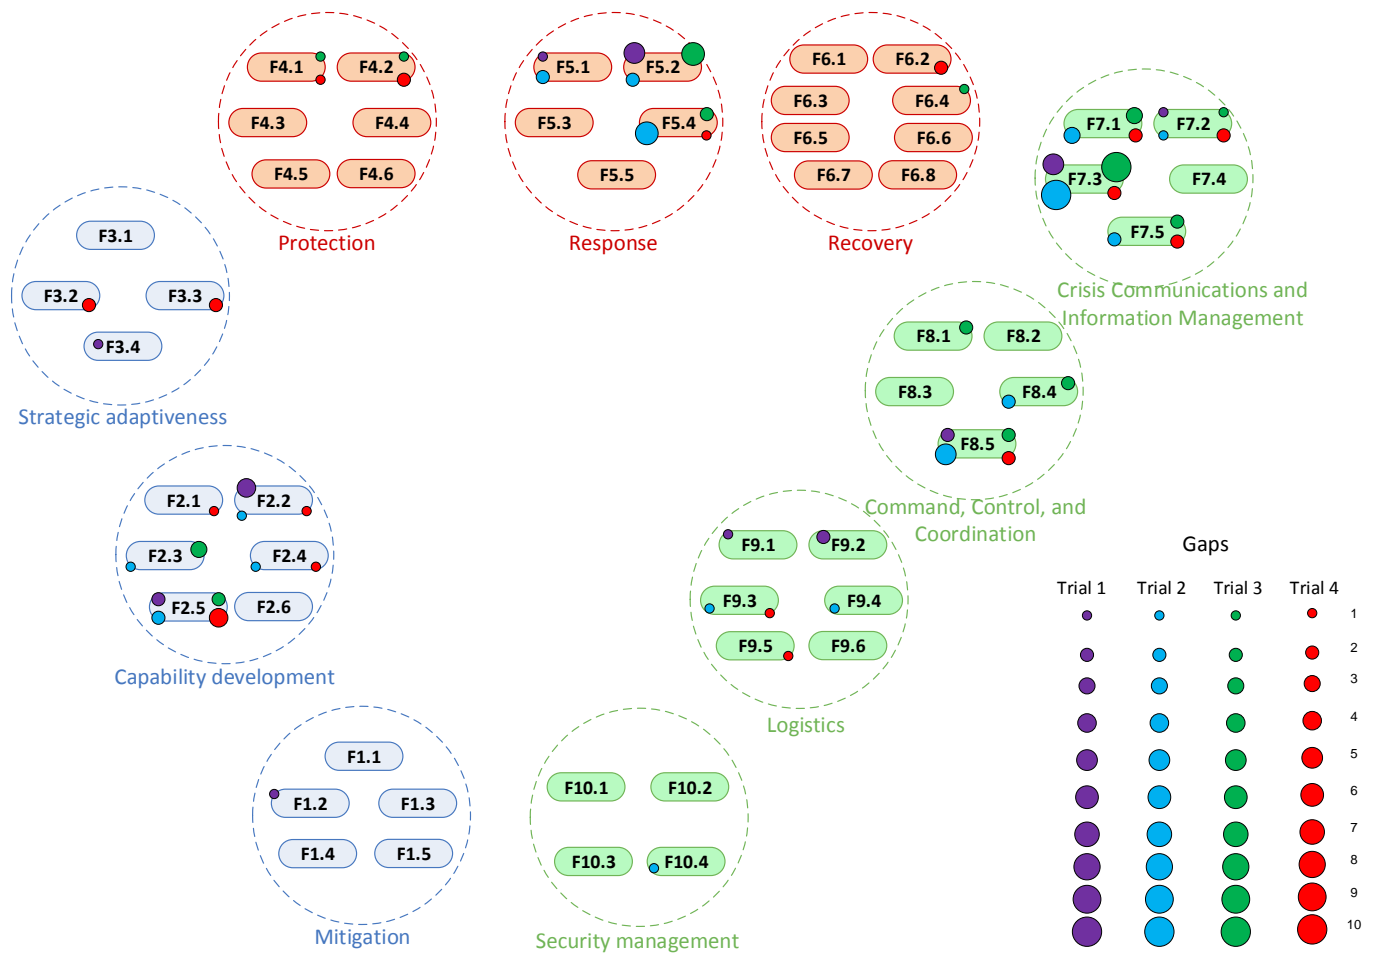 F4.1 F4.2
F4.3 F4.4
F4.5 F4.6
Protection
F5.1 F5.2
F5.3 F5.4
F5.5
Response
F6.1 F6.2
F6.3 F6.4
F6.5 F6.6
F6.7 F6.8
Recovery
F7.1 F7.2
F7.3 F7.4
F7.5
Crisis Communications and
Information Management
F3.1
F3.2 F3.3
F3.4
Strategic adaptiveness
F8.1 F8.2
F8.3 F8.4
F8.5
Command, Control, and
Coordination
F2.1 F2.2
F2.3 F2.4
F2.5 F2.6
Capability development
F9.1 F9.2
F9.3 F9.4
F9.5 F9.6
Logistics
F1.1
F1.2 F1.3
F1.4 F1.5
Mitigation
F10.1 F10.2
F10.3 F10.4
Security management
Gaps
Trial 1 Trial 2 Trial 3 Trial 4
1
2
3
4
5
6
7
8
9
10